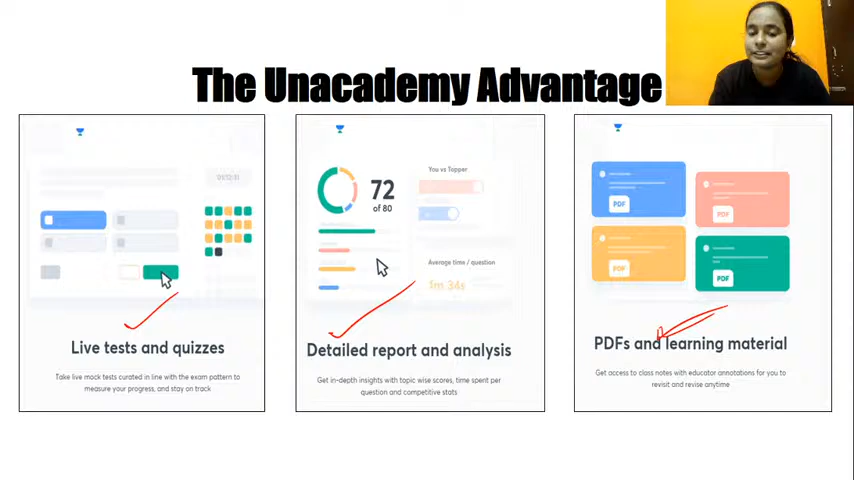 The Unacademy Advantage
01:12:31
Live tests and quizzes
Take live mock tests curated in line with the exam pattern to
measure your progress, and stay on track
72
of 80
You vs Topper
Average time / question
1m 34s
Detailed report and analysis
Get in-depth insights with topic wise scores, time spent per
question and competitive stats
PDF
PDF
PDF
PDF
PDFs and learning material
Get access to class notes with educator annotations for you to
revisit and revise anytime